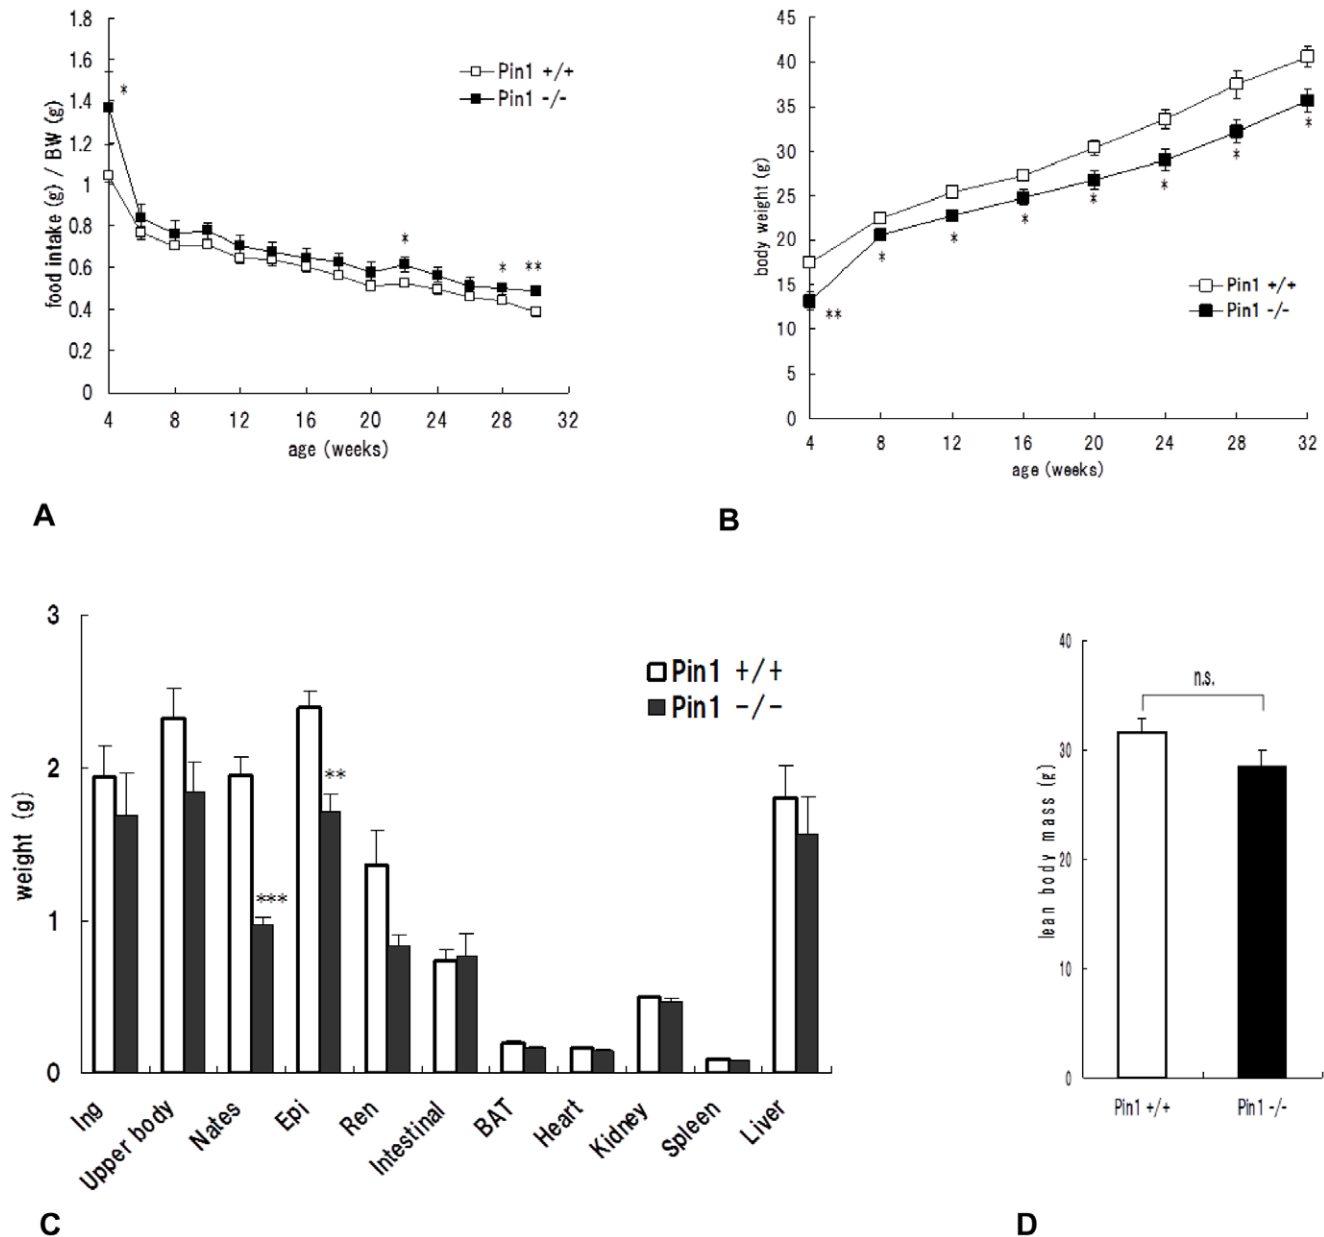 1.8
1.6
1.4
1.2
1
0.8
0.6
0.4
0.2
0
food intake (g) / BW (g)
Pin1 +/+
Pin1 -/-
*
*
*
**
4 8 12 16 20 24 28 32
age (weeks)
A
45
40
35
30
25
20
15
10
5
0
body weight (g)
Pin1 +/+
Pin1 -/-
**
*
*
*
*
*
*
*
4 8 12 16 20 24 28 32
age (weeks)
B
3
2
1
0
weight (g)
Pin1 +/+
Pin1 -/-
***
**
Ing
Upper body
Nates
Epi
Ren
Intestinal
BAT
Heart
Kidney
Spleen
Liver
C
40
30
20
10
0
lean body mass (g)
n.s.
Pin1 +/+
Pin1 -/-
D